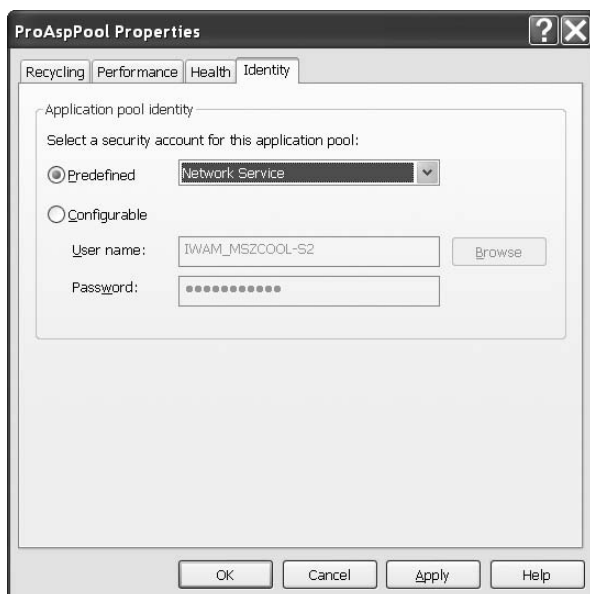 ProAspPool Properties
Recycling Performance Health Identity
Application pool identity
Select a security account for this application pool:
Predefined Network Service
Configurable
User name: IWAM_MSZCOOL-S2 Browse
Password: ●●●●●●●●●●●
OK Cancel Apply Help